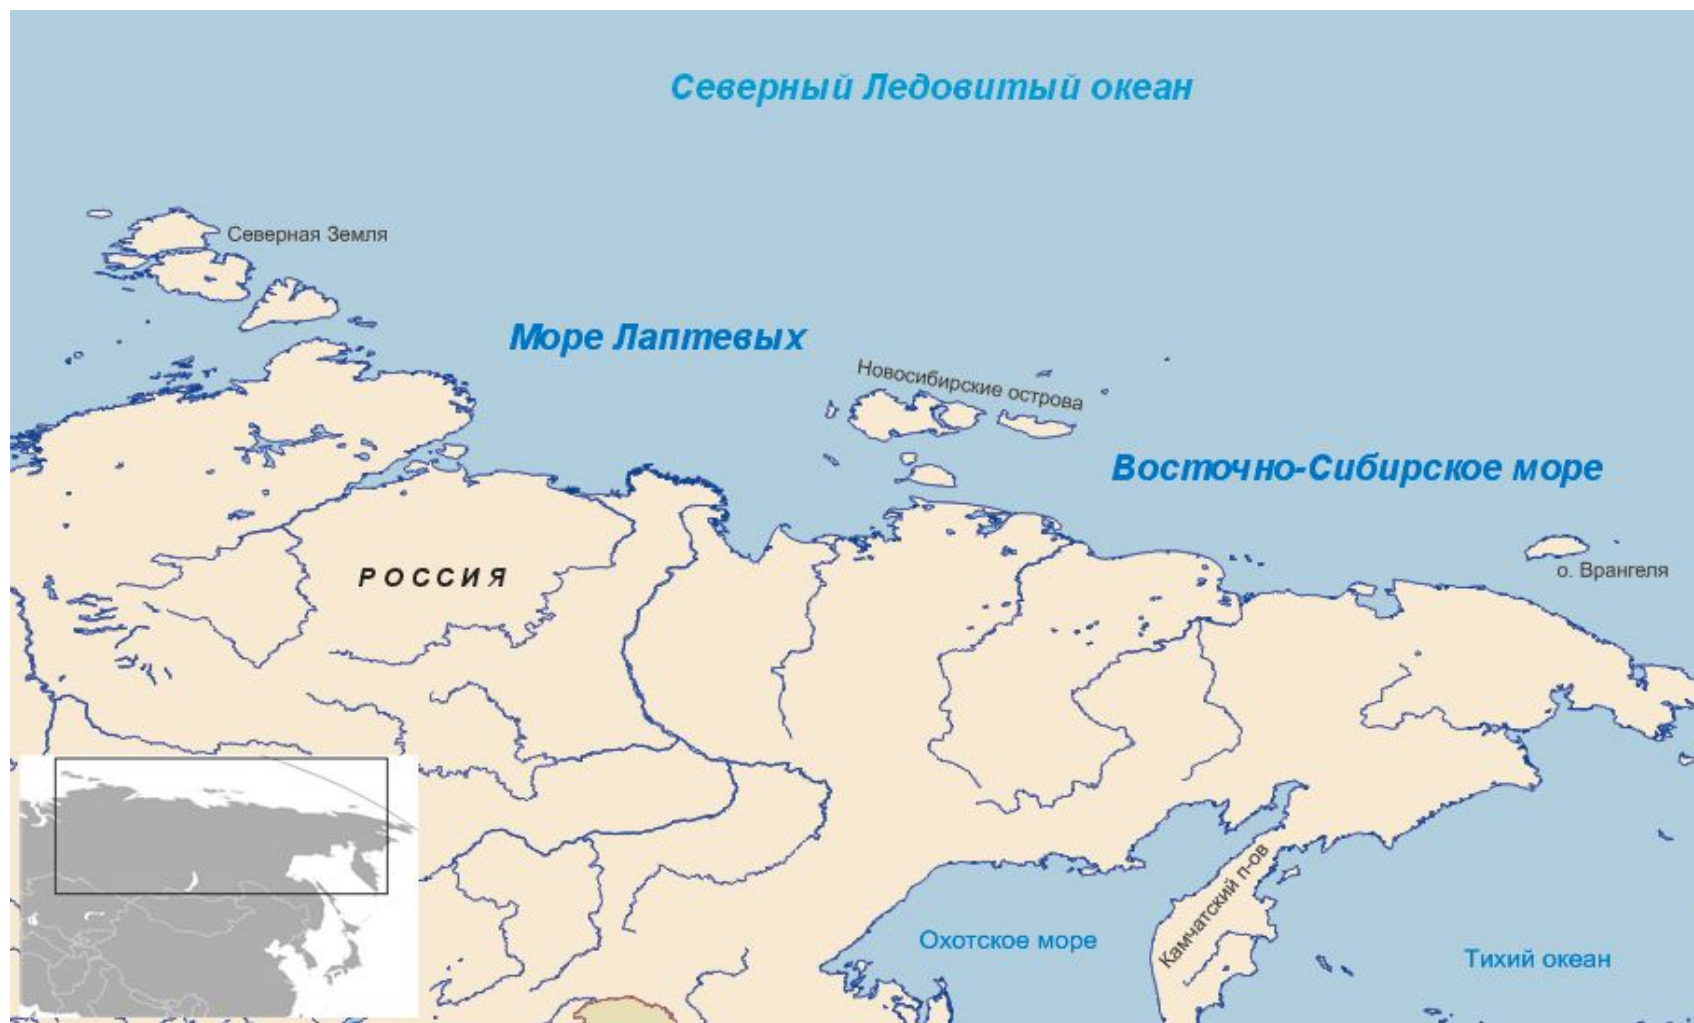 Северный Ледовитый океан
Северная Земля
Море Лаптевых
Новосибирские острова
Восточно-Сибирское море
о. Врангеля
РОССИЯ
Камчатский п-ов
Охотское море
Тихий океан